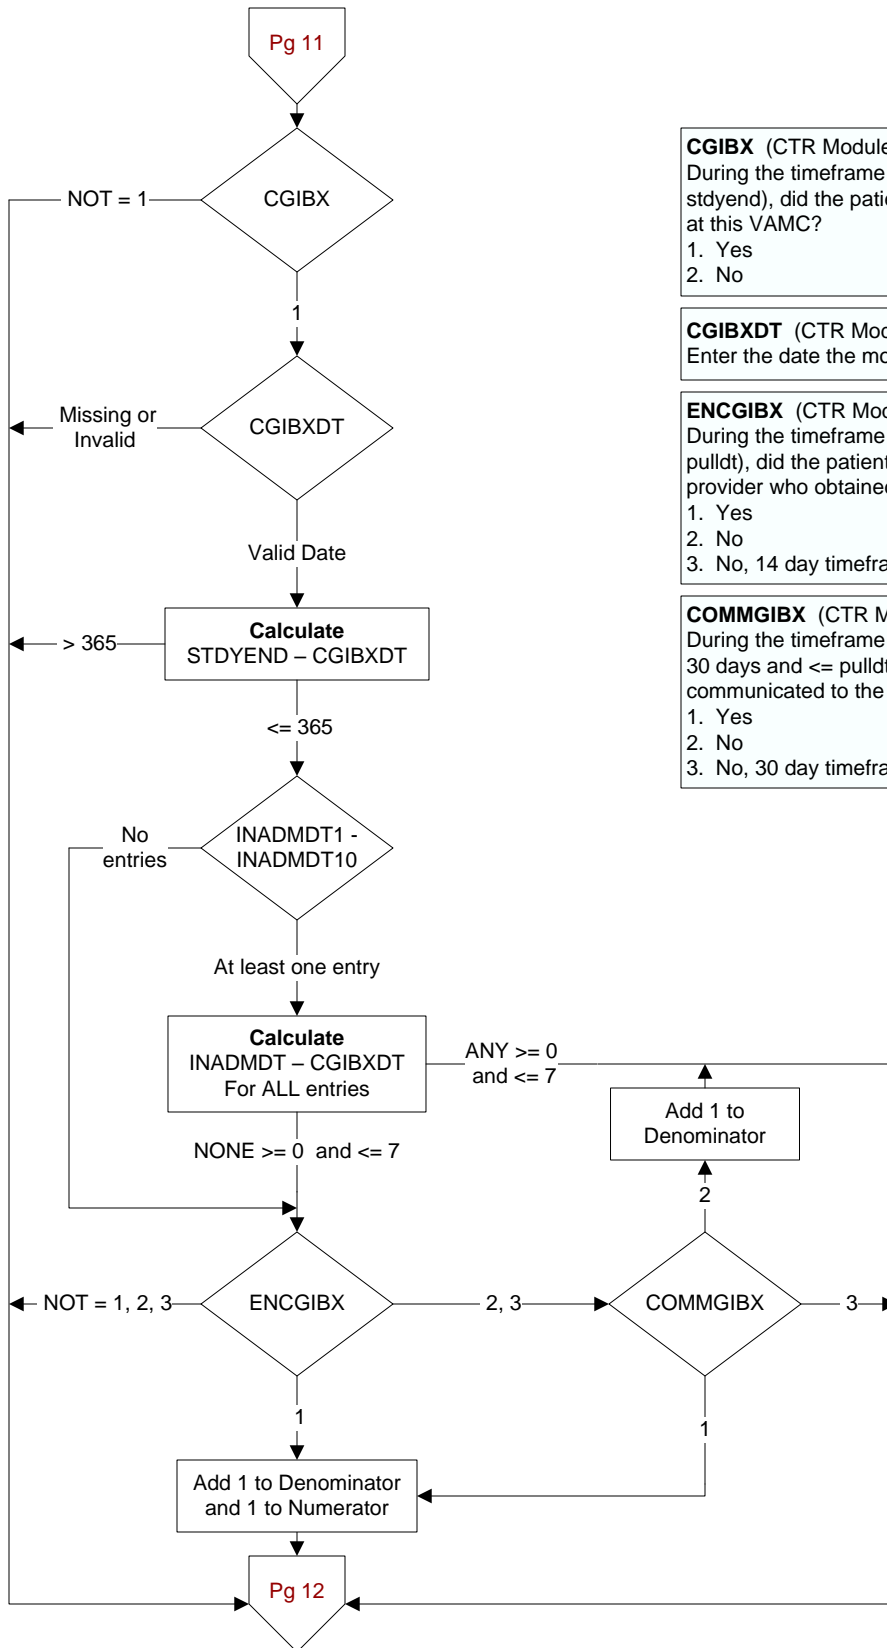 Pg 11
CGIBX
NOT = 1
1
CGIBXDT
Missing or
Invalid
Valid Date
Calculate
STDYEND – CGIBXDT
> 365
<= 365
INADMDT1 -
INADMDT10
No
entries
At least one entry
Calculate
INADMDT – CGIBXDT
For ALL entries
ANY >= 0
and <= 7
NONE >= 0 and <= 7
Add 1 to
Denominator
2
ENCGIBX
NOT = 1, 2, 3
2, 3
COMMGIBX
3
1
1
Add 1 to Denominator
and 1 to Numerator
Pg 12
CGIBX (CTR Module
During the timeframe
stdyend), did the patie
at this VAMC?
1. Yes
2. No
CGIBXDT (CTR Mod
Enter the date the mo
ENCGIBX (CTR Mod
During the timeframe
pulldt), did the patient
provider who obtained
1. Yes
2. No
3. No, 14 day timefra
COMMGIBX (CTR M
During the timeframe
30 days and <= pulldt
communicated to the
1. Yes
2. No
3. No, 30 day timefra